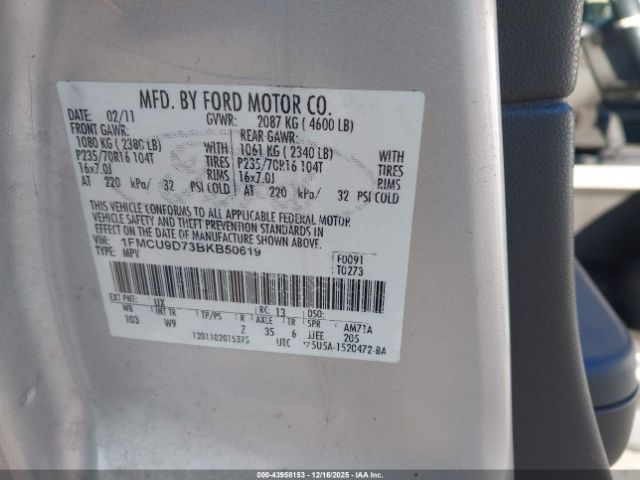 MFD. BY FORD MOTOR CO.
DATE: 02/11 GVWR: 2087 KG ( 4600 LB)
FRONT GAWR: REAR GAWR:
1080 KG ( 2380 LB) WITH 1061 KG ( 2340 LB) WITH
P235/70R16 104T TIRES P235/70R16 104T TIRES
16x7.0J RIMS 16x7.0J RIMS
AT 220 kPa/ 32 PSI COLD AT 220 kPa/ 32 PSI COLD
THIS VEHICLE CONFORMS TO ALL APPLICABLE FEDERAL MOTOR
VEHICLE SAFETY AND THEFT PREVENTION STANDARDS IN
EFFECT ON THE DATE OF MANUFACTURE SHOWN ABOVE.
VIN: 1FMCU9D73BKB50619 F0091
TYPE: MPV T0273
EXT PNT: UX RC: 13 DSO:
WB INT TR TP/PS R AXLE TR SPR AM71A
103 W9 Z 35 6 JJEE 205
UTC 5U5A-1520472-BA
000-43958153 - 12/16/2025 - IAAI.CA